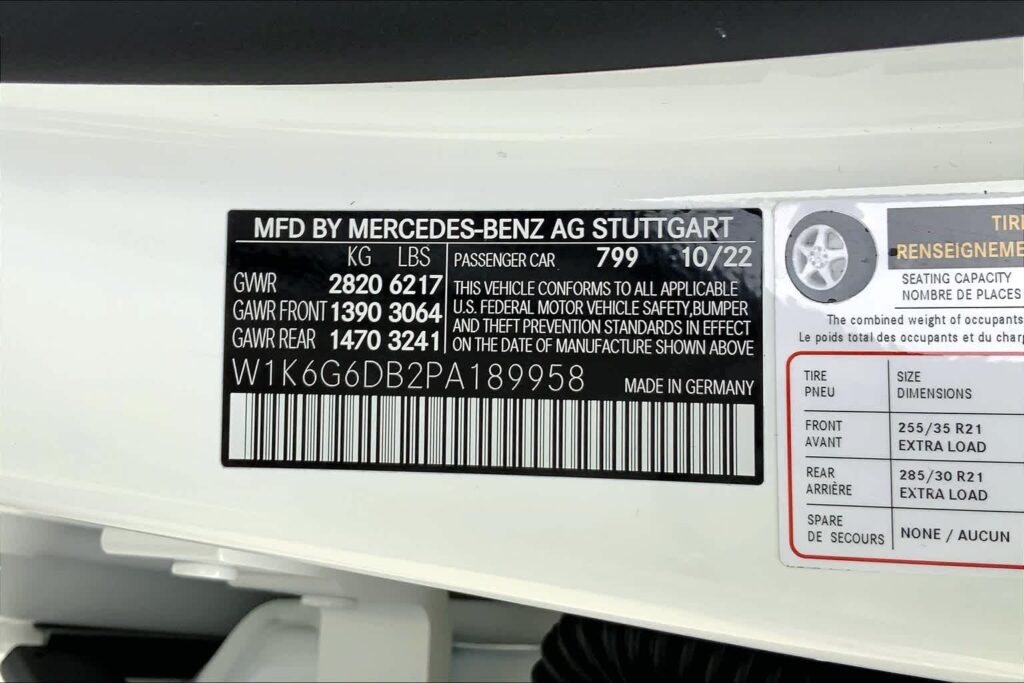 MFD BY MERCEDES-BENZ AG STUTTGART
KG LBS
GVWR 2820 6217
GAWR FRONT 1390 3064
GAWR REAR 1470 3241
PASSENGER CAR 799 10/22
THIS VEHICLE CONFORMS TO ALL APPLICABLE
U.S. FEDERAL MOTOR VEHICLE SAFETY,BUMPER
AND THEFT PREVENTION STANDARDS IN EFFECT
ON THE DATE OF MANUFACTURE SHOWN ABOVE
W1K6G6DB2PA189958 MADE IN GERMANY
SEATING CAPACITY
NOMBRE DE PLACES
The combined weight of occupants
Le poids total des occupants et du
TIRE SIZE
PNEU DIMENSIONS
FRONT 255/35 R21
AVANT EXTRA LOAD
REAR 285/30 R21
ARRIÈRE EXTRA LOAD
SPARE NONE / AUCUN
DE SECOURS